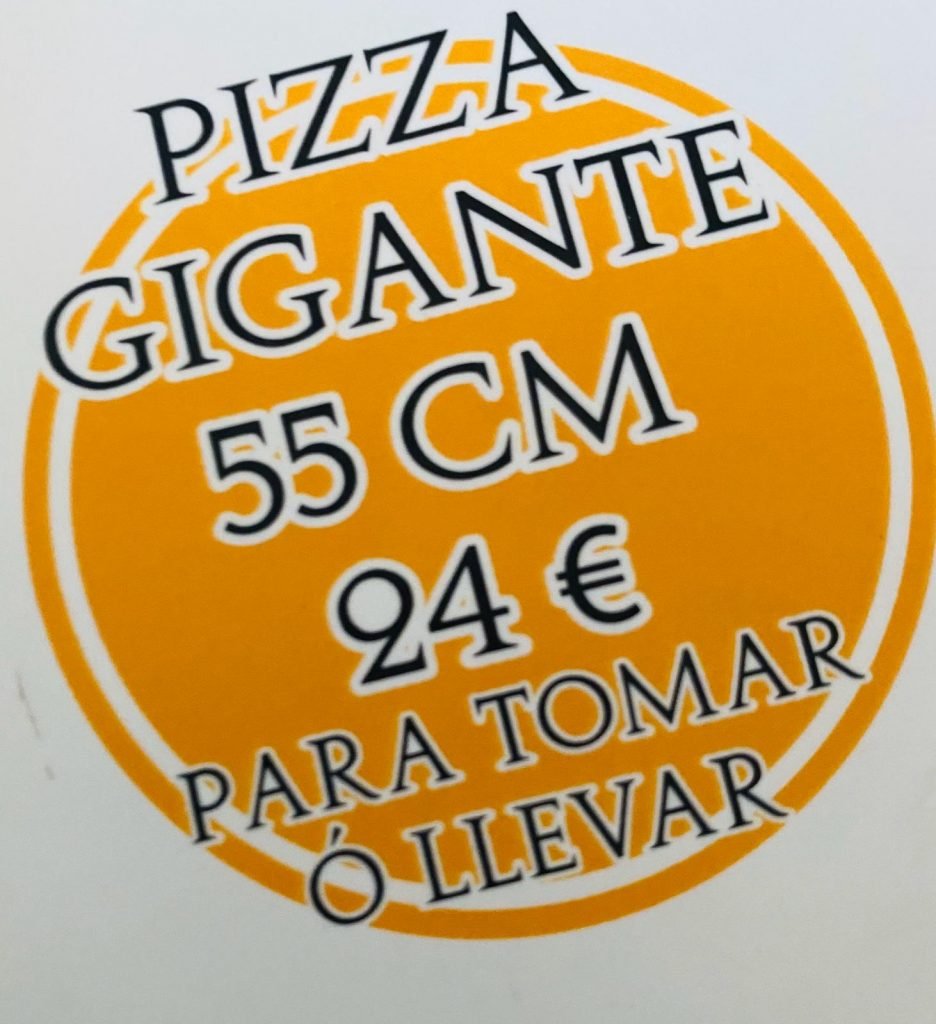 PIZZA
GIGANTE
55 CM
24 €
PARA TOMAR
Ó LLEVAR